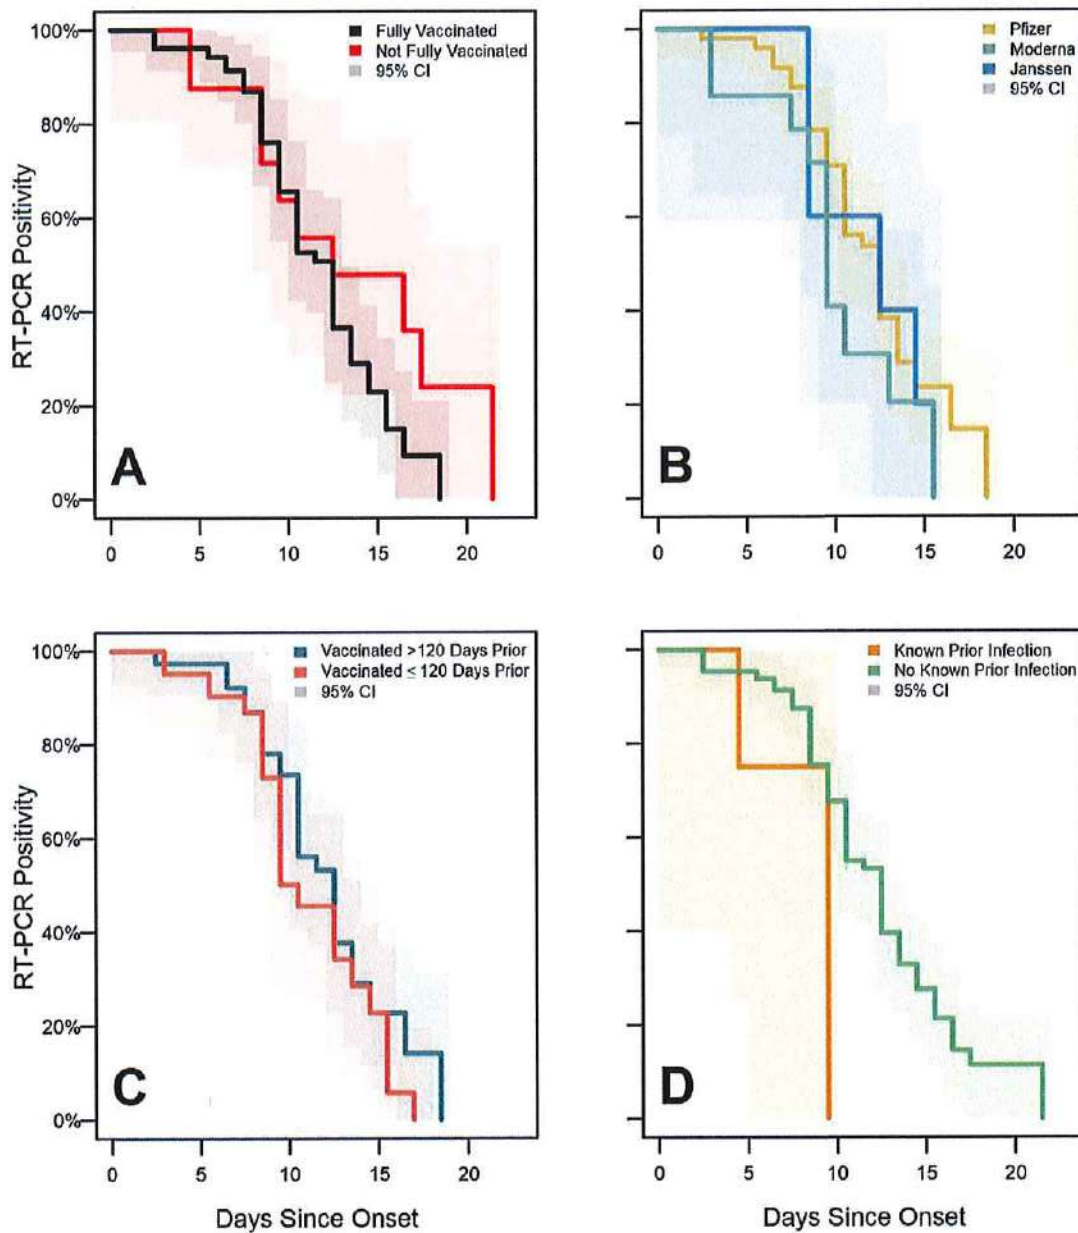 Fully Vaccinated
Not Fully Vaccinated
95% CI
100%
80%
60%
40%
20%
0%
RT-PCR Positivity
A
0 5 10 15 20
Pfizer
Moderna
Janssen
95% CI
B
0 5 10 15 20
Vaccinated >120 Days Prior
Vaccinated ≤ 120 Days Prior
95% CI
100%
80%
60%
40%
20%
0%
RT-PCR Positivity
C
0 5 10 15 20
Days Since Onset
Known Prior Infection
No Known Prior Infection
95% CI
D
0 5 10 15 20
Days Since Onset